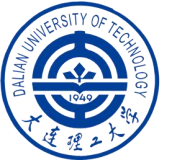 DALIAN UNIVERSITY OF TECHNOLOGY
1949
大连理工大学